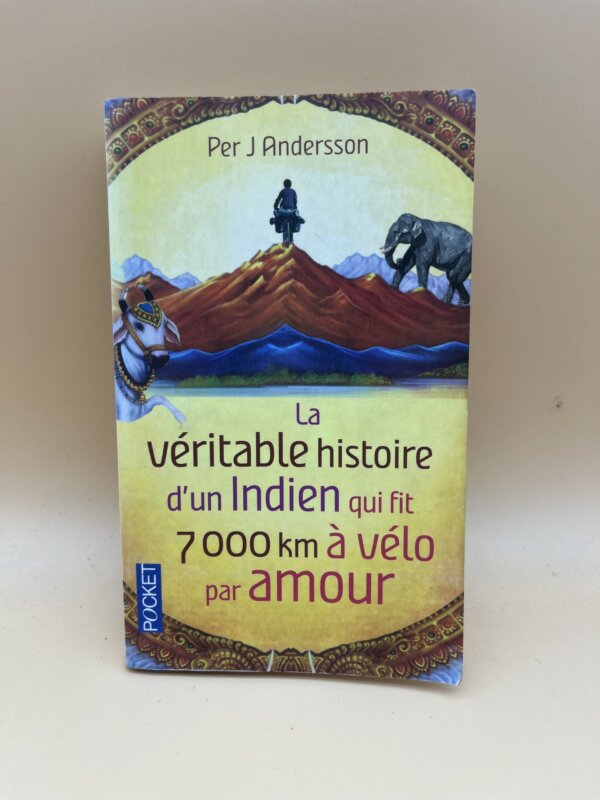 Per J Andersson
La
véritable histoire
d'un Indien qui fit
7 000 km à vélo
par amour
POCKET